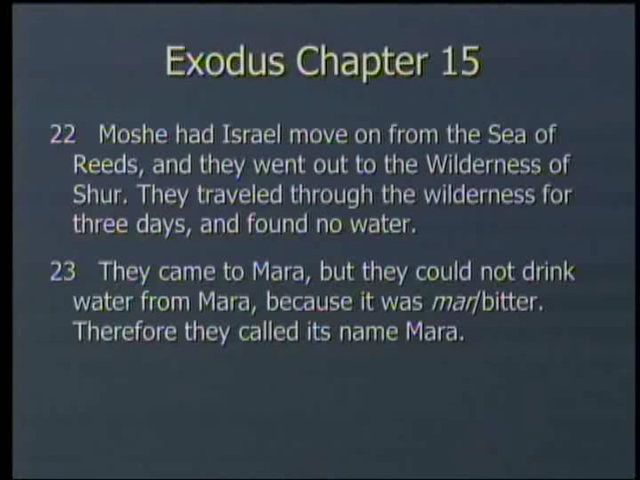 Exodus Chapter 15
22 Moshe had Israel move on from the Sea of
Reeds, and they went out to the Wilderness of
Shur. They traveled through the wilderness for
three days, and found no water.
23 They came to Mara, but they could not drink
water from Mara, because it was mar/bitter.
Therefore they called its name Mara.